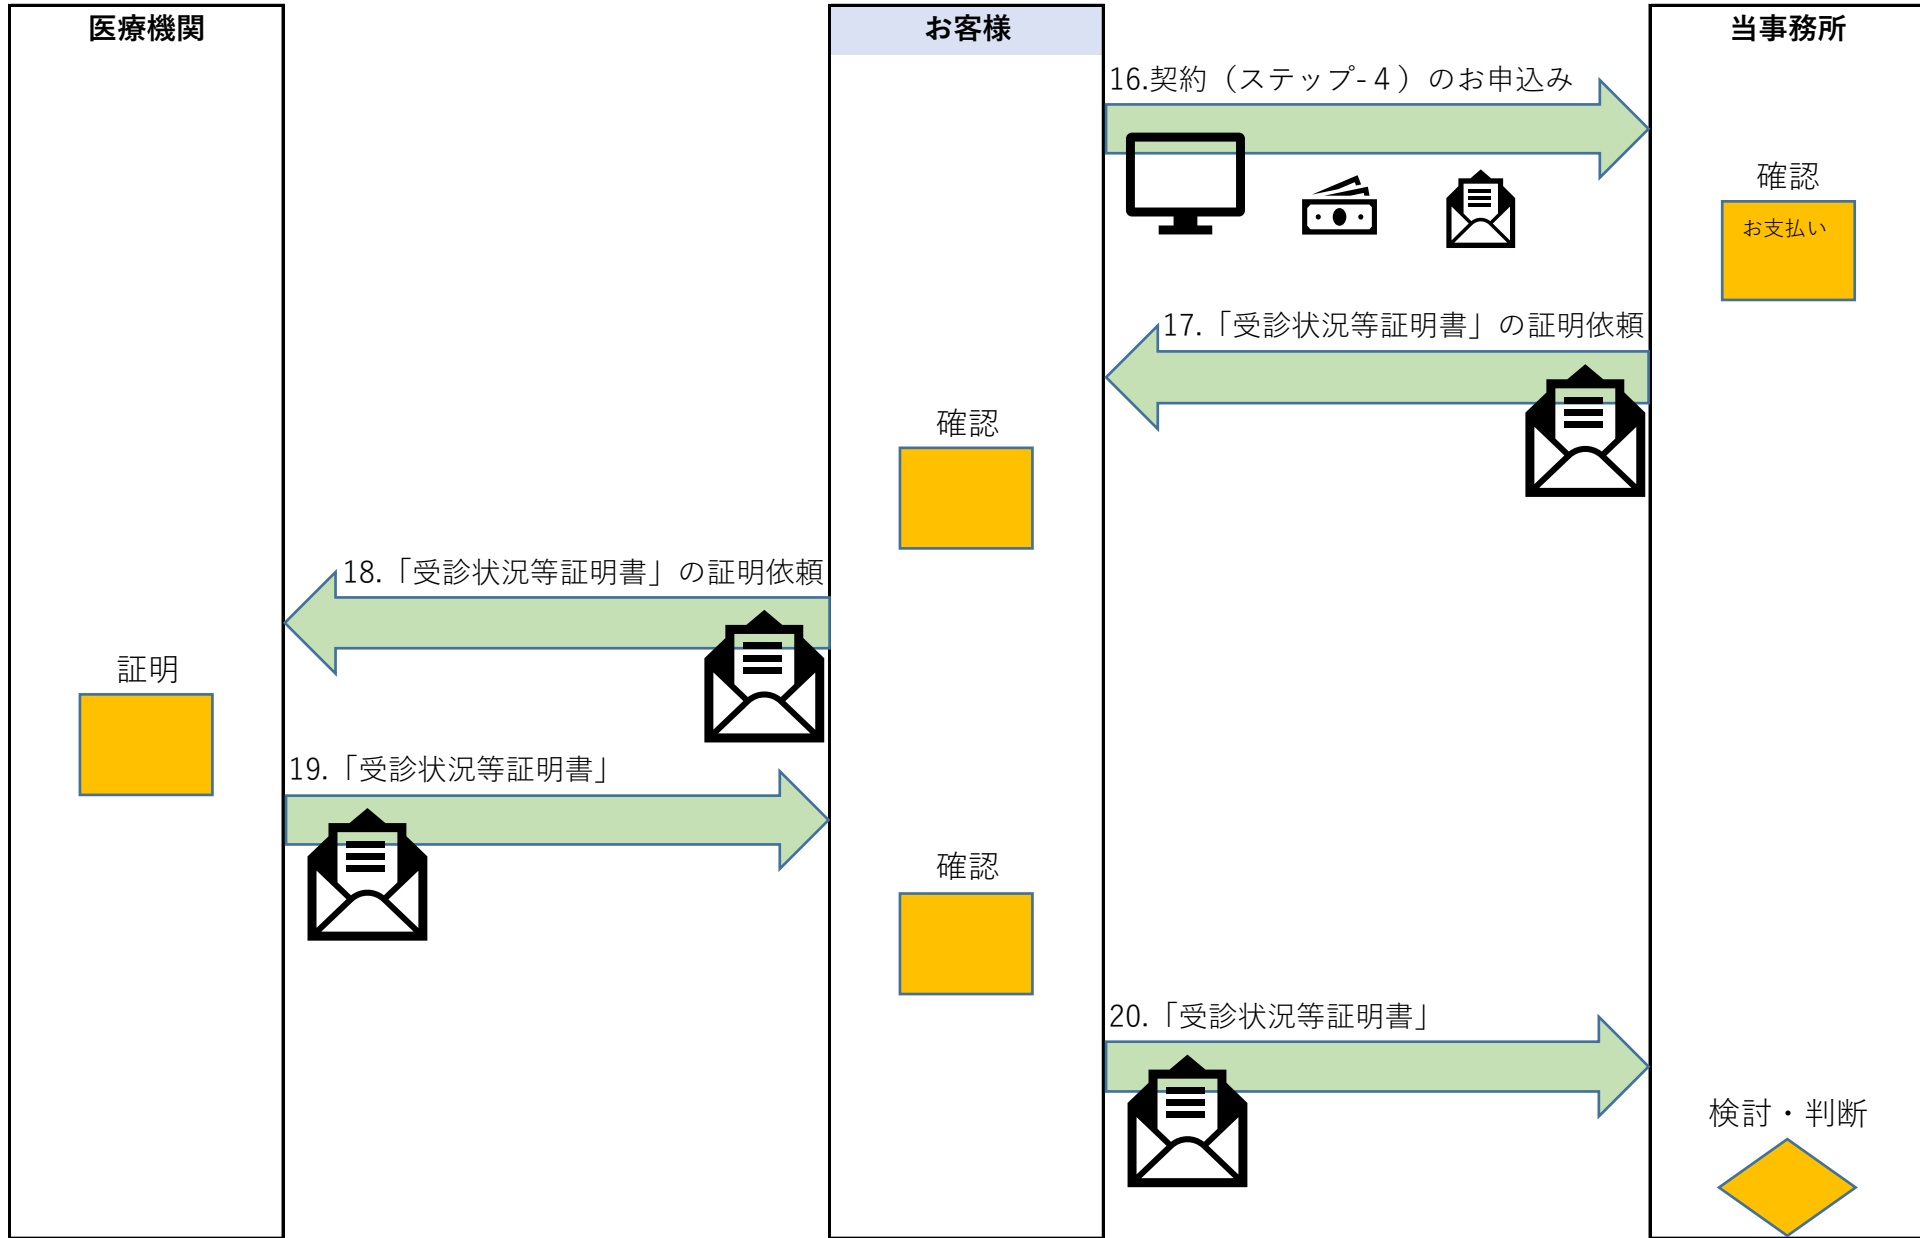 医療機関
お客様
当事務所
16.契約（ステップ-４）のお申込み
確認
お支払い
17.「受診状況等証明書」の証明依頼
確認
18.「受診状況等証明書」の証明依頼
証明
19.「受診状況等証明書」
確認
20.「受診状況等証明書」
検討・判断